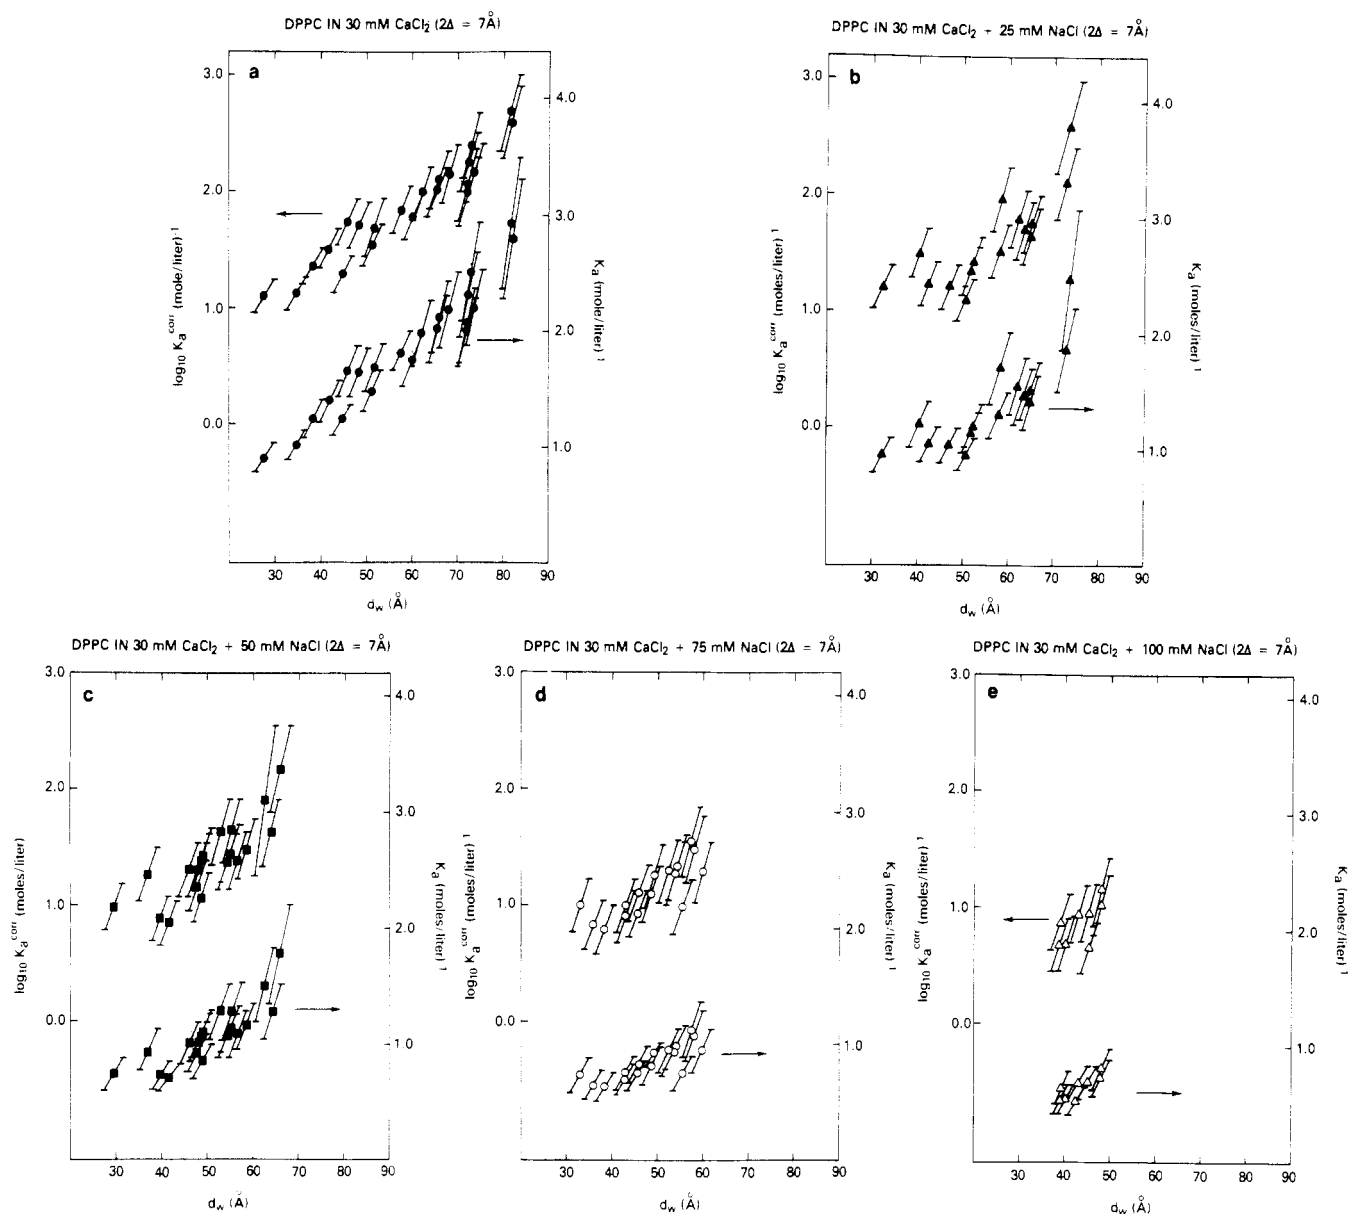 DPPC IN 30 mM CaCl2 (2Δ = 7Å)
DPPC IN 30 mM CaCl2 + 25 mM NaCl (2Δ = 7Å)
a
3.0
2.0
1.0
0.0
4.0
3.0
2.0
1.0
log10 Ka corr (mole/liter)-1
Ka (mole/liter)-1
30 40 50 60 70 80 90
dw (Å)
b
3.0
2.0
1.0
0.0
4.0
3.0
2.0
1.0
log10 Ka corr (moles/liter) 1
Ka (moles/liter) 1
30 40 50 60 70 80 90
dw (Å)
DPPC IN 30 mM CaCl2 + 50 mM NaCl (2Δ = 7Å)
DPPC IN 30 mM CaCl2 + 75 mM NaCl (2Δ = 7Å)
DPPC IN 30 mM CaCl2 + 100 mM NaCl (2Δ = 7Å)
c
3.0
2.0
1.0
0.0
4.0
3.0
2.0
1.0
log10 Ka corr (moles/liter)
Ka (moles/liter) 1
30 40 50 60 70 80 90
dw (Å)
d
3.0
2.0
1.0
0.0
4.0
3.0
2.0
1.0
log10 Ka corr (moles/liter) 1
Ka (moles/liter) 1
30 40 50 60 70 80 90
dw (Å)
e
3.0
2.0
1.0
0.0
4.0
3.0
2.0
1.0
log10 Ka corr (moles/liter) 1
Ka (moles/liter) 1
30 40 50 60 70 80 90
dw (Å)